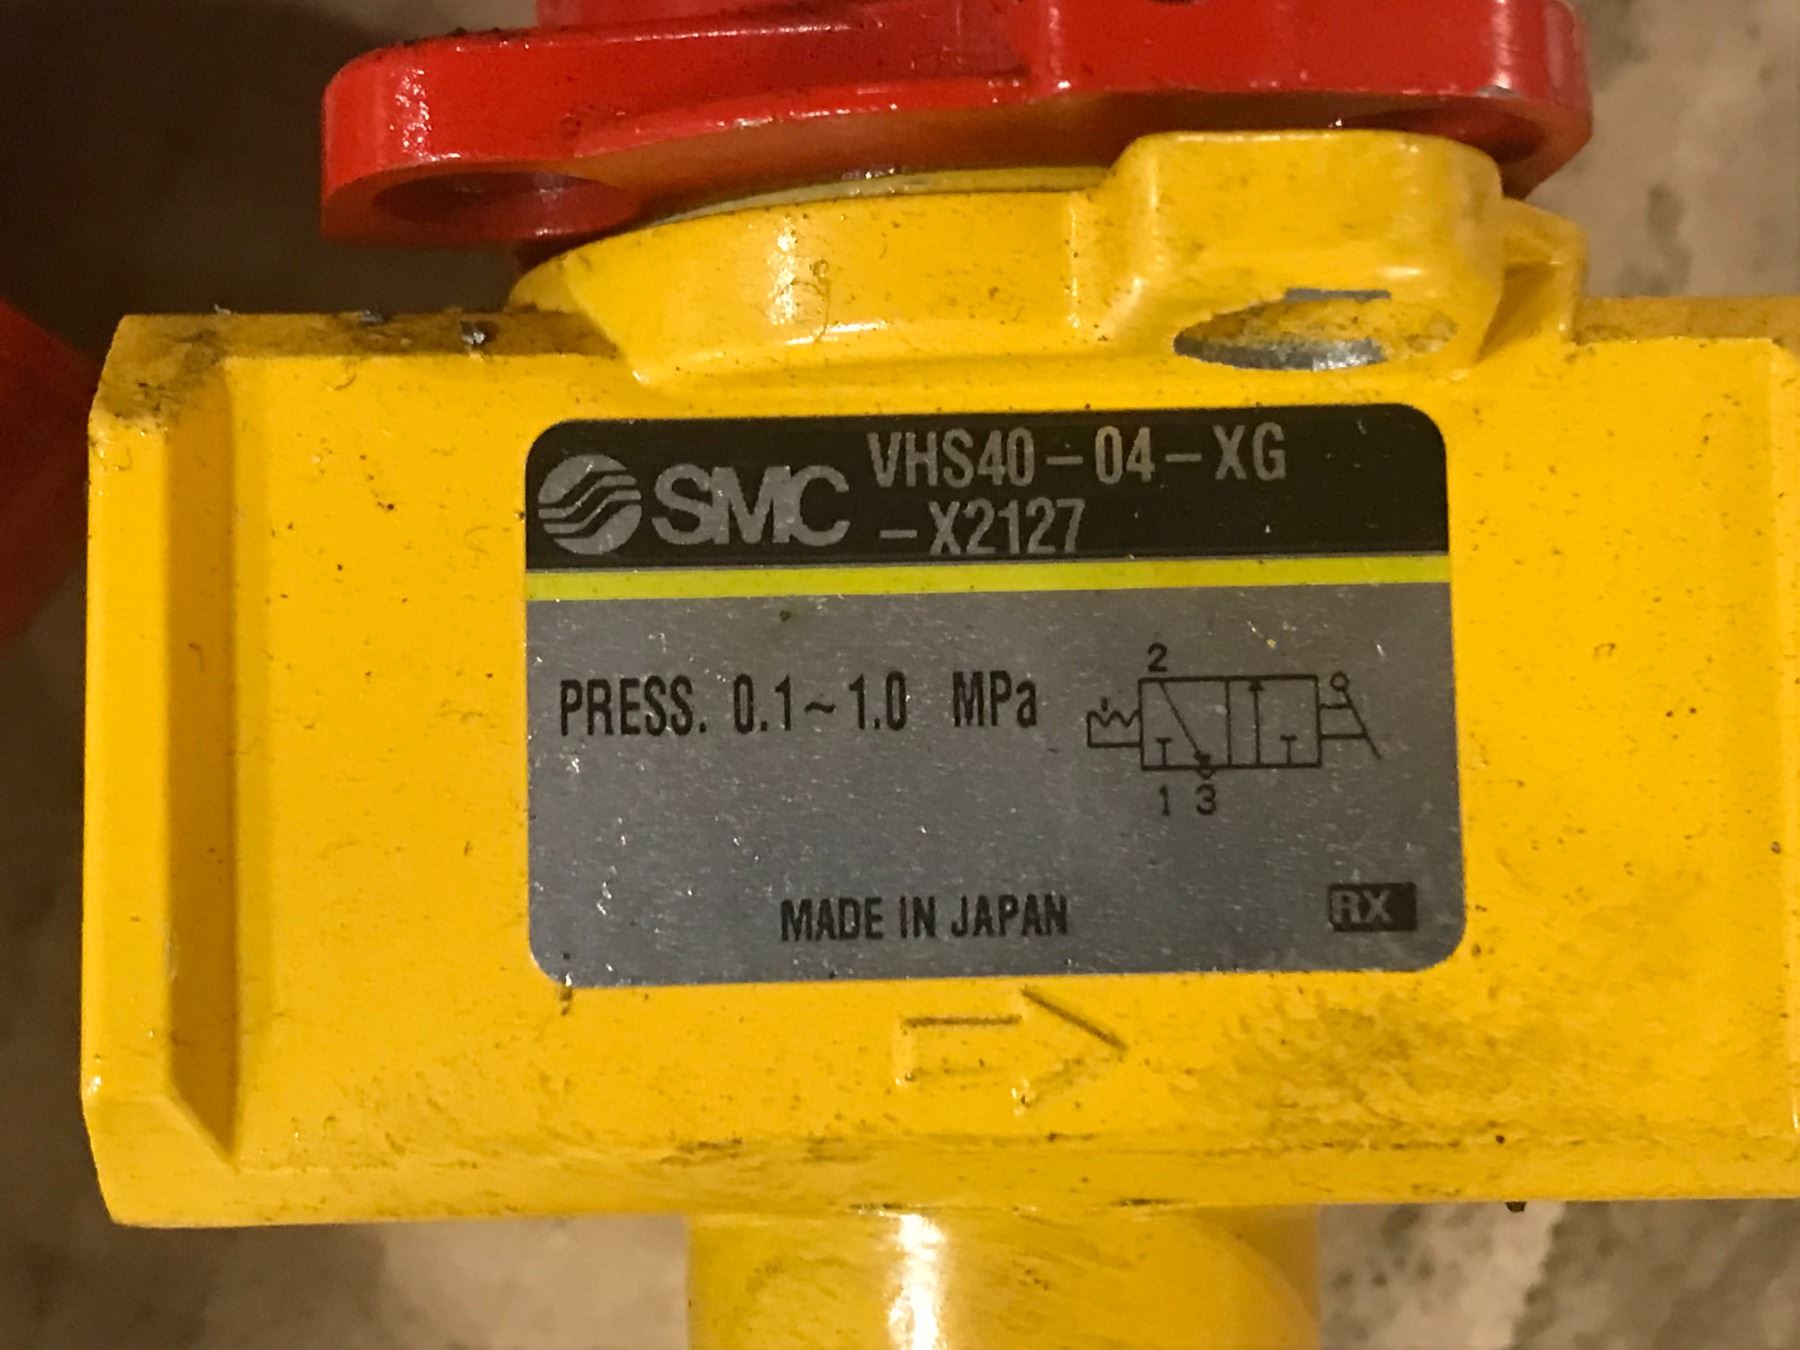 SMC VHS40-04-XG
-X2127
PRESS. 0.1~1.0 MPa
2
1 3
MADE IN JAPAN
RX